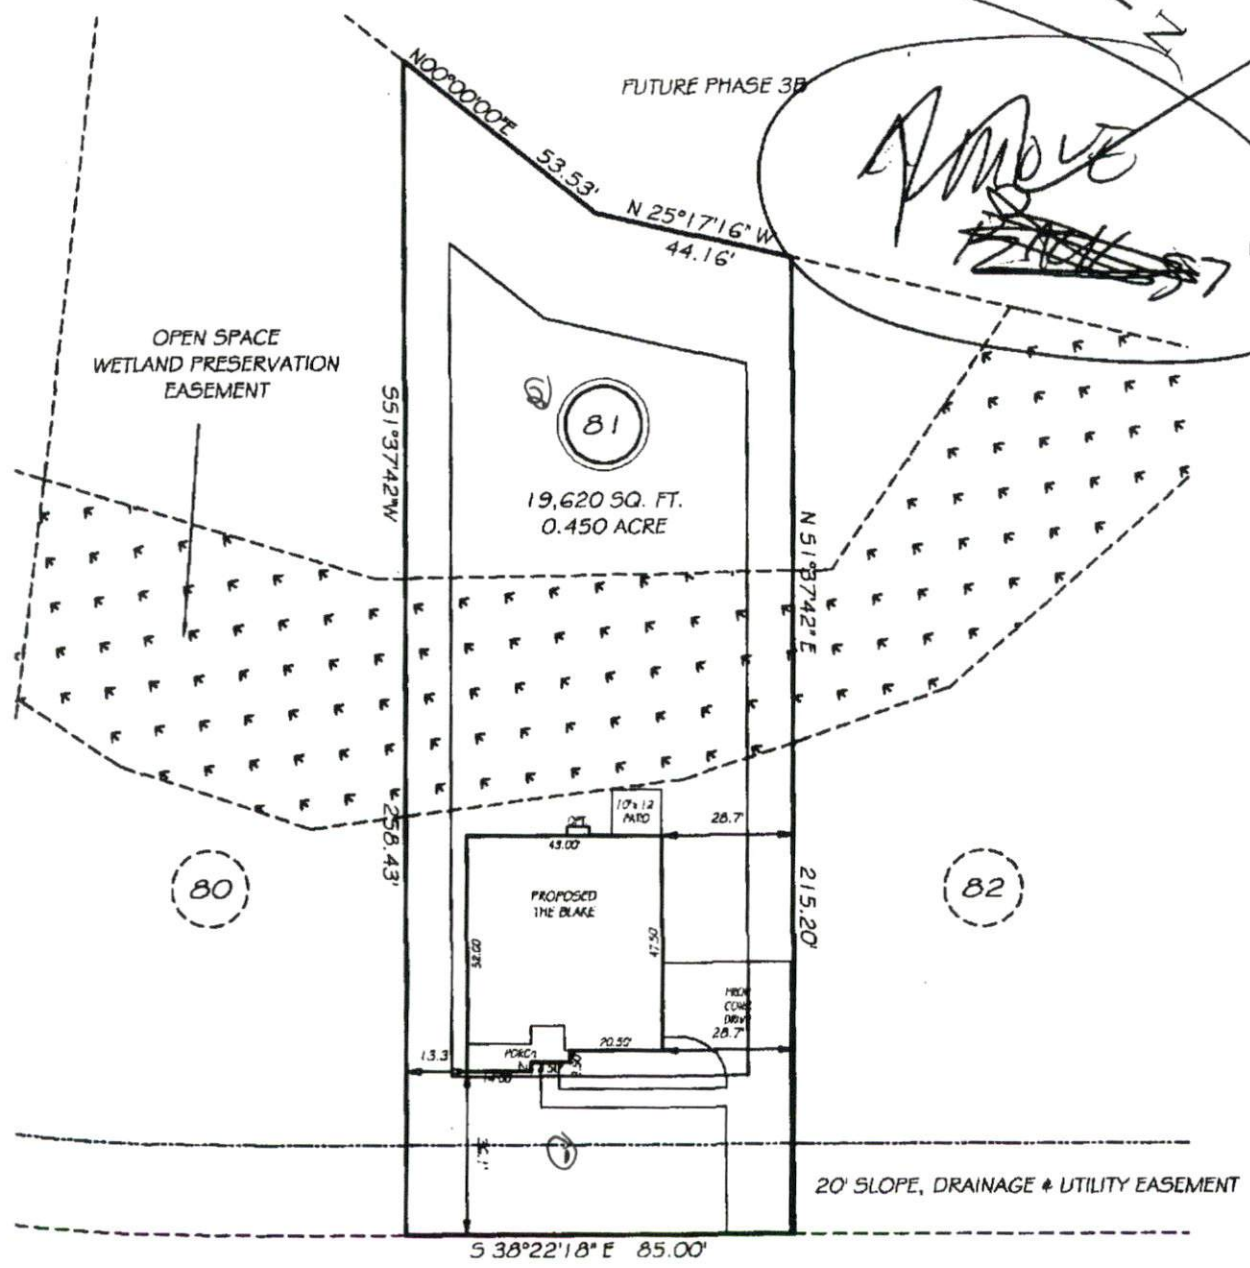 N
FUTURE PHASE 3B
N00°00'00"E
53.53'
N 25°17'16" W
44.16'
OPEN SPACE
WETLAND PRESERVATION
EASEMENT
S51°37'42"W
81
19,620 SQ. FT.
0.450 ACRE
N 51°37'42" E
258.43'
10' x 12
PATIO
28.7'
43.00'
80
PROPOSED
THE BLAKE
215.20'
82
52.00
47.50
28.7'
20.50'
PORCH
13.3
14.00
20' SLOPE, DRAINAGE & UTILITY EASEMENT
S 38°22'18" E 85.00'